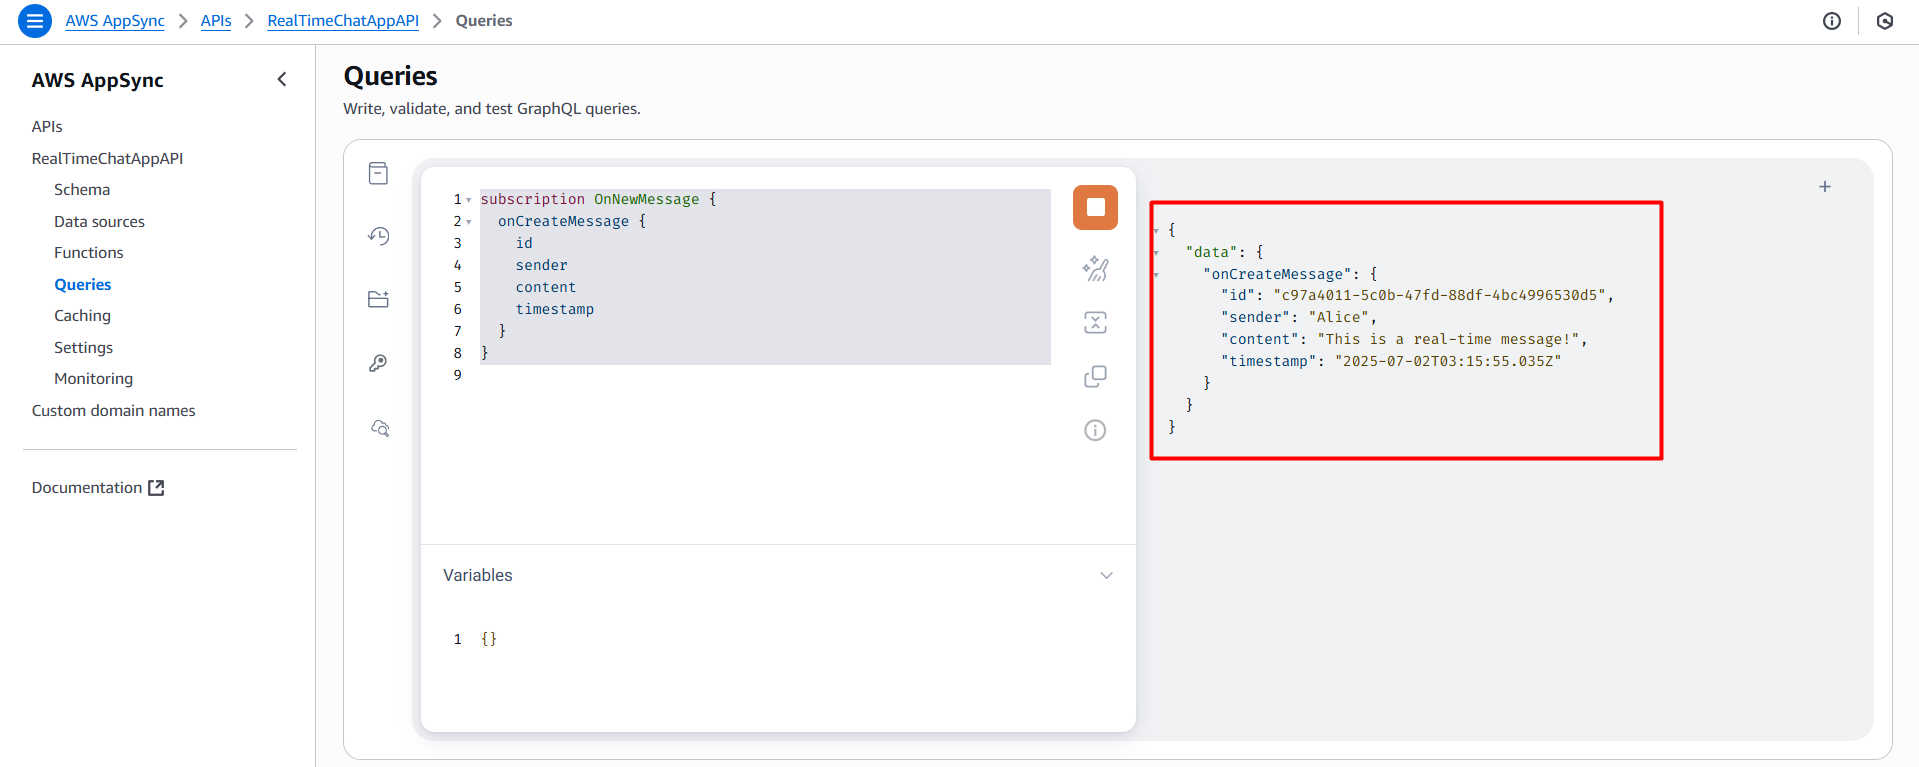 AWS AppSync > APIs > RealTimeChatAppAPI > Queries
AWS AppSync
APIs
RealTimeChatAppAPI
Schema
Data sources
Functions
Queries
Caching
Settings
Monitoring
Custom domain names
Documentation
Queries
Write, validate, and test GraphQL queries.
1 subscription OnNewMessage {
2 onCreateMessage {
3 id
4 sender
5 content
6 timestamp
7 }
8 }
9
Variables
1 {}
+
{
"data": {
"onCreateMessage": {
"id": "c97a4011-5c0b-47fd-88df-4bc4996530d5",
"sender": "Alice",
"content": "This is a real-time message!",
"timestamp": "2025-07-02T03:15:55.035Z"
}
}
}